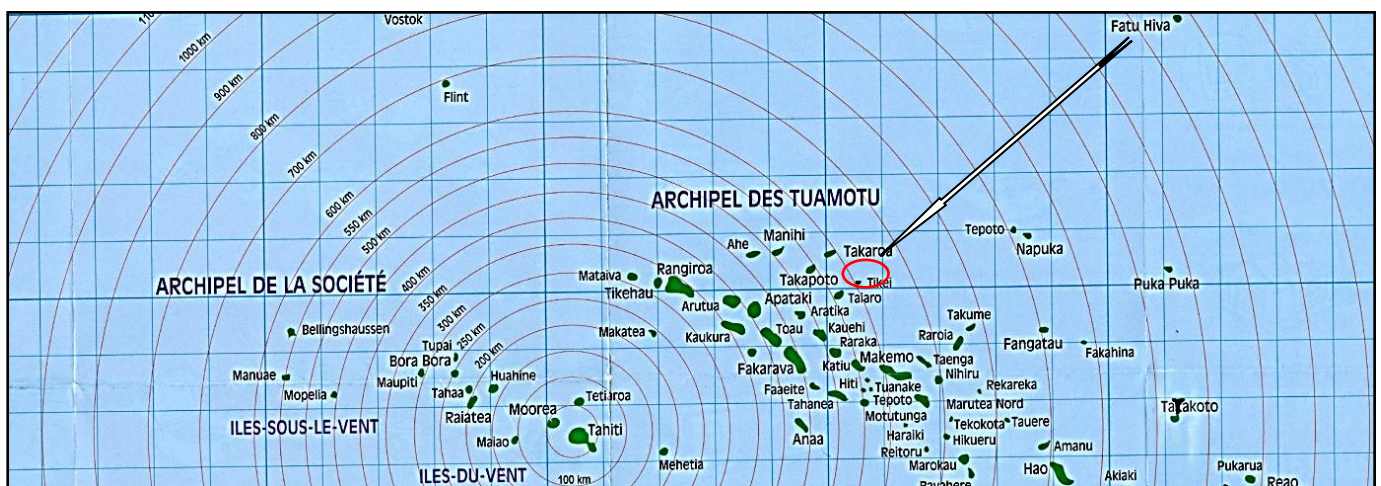 Vostok
Fatu Hiva
1000 km
900 km
Flint
800 km
700 km
ARCHIPEL DES TUAMOTU
600 km
550 km
500 km
Tepoto
Napuka
Ahe
Manihi
Takaroa
ARCHIPEL DE LA SOCIÉTÉ
400 km
Mataiva
Rangiroa
Takapoto
Tikei
Puka Puka
Tikehau
350 km
Arutua
Apataki
Talaro
Aratika
300 km
Takume
Bellingshaussen
Makatea
Kaukura
Toau
Kauehi
Raroia
250 km
Tupai
Raraka
Fangatau
Fakahina
Bora Bora
200 km
Fakarava
Katiu
Makemo
Taenga
Nihiru
Manuae
Maupiti
Huahine
Mopelia
Tahaa
Faaeite
Hiti
Tuanake
Rekareka
Tetiaroa
Tahanea
Tepoto
Marutea Nord
Takakoto
Raiatea
Moorea
Motutunga
ILES-SOUS-LE-VENT
Tahiti
Anaa
Haraiki
Tekokota
Tauere
Maiao
Hikueru
Mehetia
Reitoru
Amanu
Marokau
Hao
Pukarua
ILES-DU-VENT
100 km
Akiaki
Reao